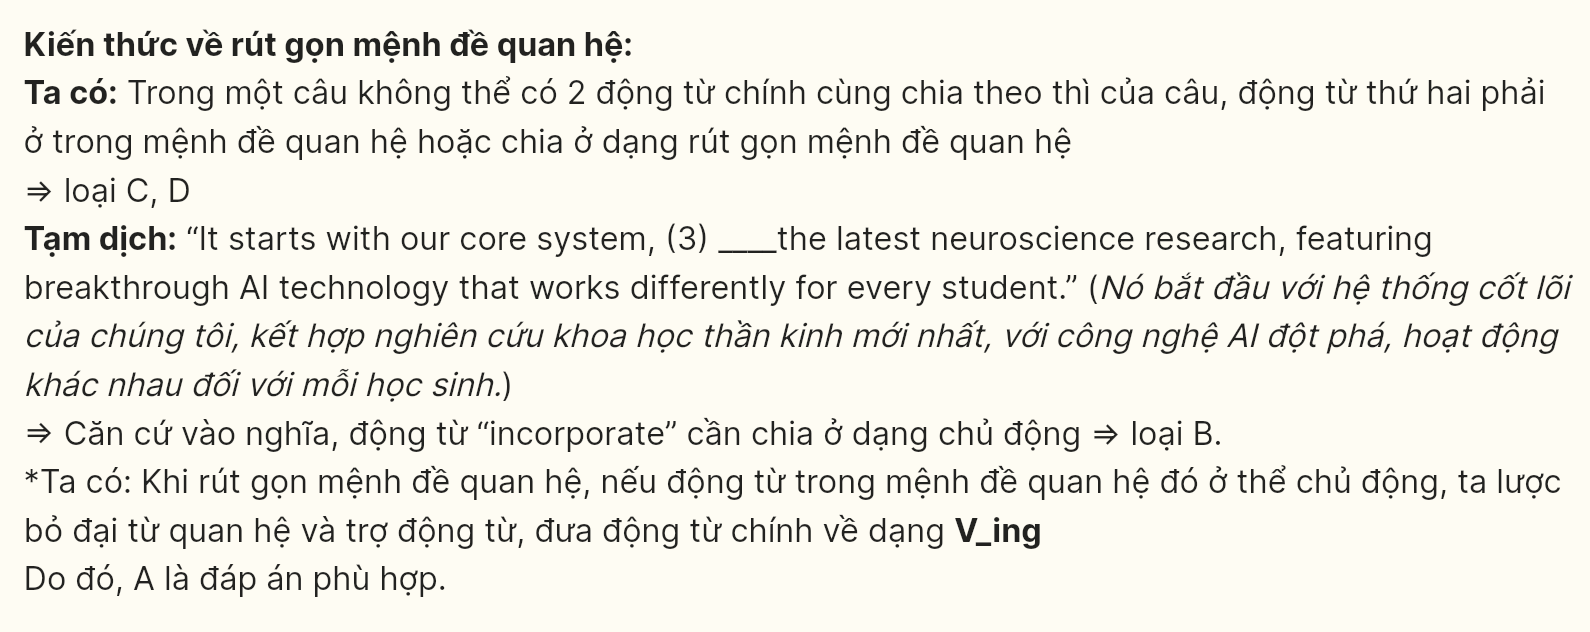 Kiến thức về rút gọn mệnh đề quan hệ:
Ta có: Trong một câu không thể có 2 động từ chính cùng chia theo thì của câu, động từ thứ hai phải
ở trong mệnh đề quan hệ hoặc chia ở dạng rút gọn mệnh đề quan hệ
⇒ loại C, D
Tạm dịch: “It starts with our core system, (3) ____the latest neuroscience research, featuring
breakthrough AI technology that works differently for every student.” (Nó bắt đầu với hệ thống cốt lõi
của chúng tôi, kết hợp nghiên cứu khoa học thần kinh mới nhất, với công nghệ AI đột phá, hoạt động
khác nhau đối với mỗi học sinh.)
⇒ Căn cứ vào nghĩa, động từ “incorporate” cần chia ở dạng chủ động ⇒ loại B.
*Ta có: Khi rút gọn mệnh đề quan hệ, nếu động từ trong mệnh đề quan hệ đó ở thể chủ động, ta lược
bỏ đại từ quan hệ và trợ động từ, đưa động từ chính về dạng V_ing
Do đó, A là đáp án phù hợp.